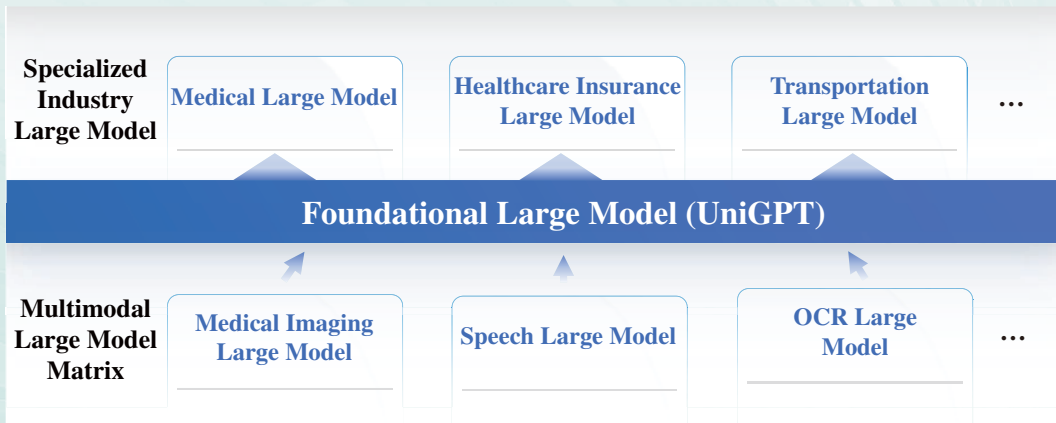 Specialized
Industry
Large Model
Medical Large Model
Healthcare Insurance
Large Model
Transportation
Large Model
...
Foundational Large Model (UniGPT)
Multimodal
Large Model
Matrix
Medical Imaging
Large Model
Speech Large Model
OCR Large
Model
...